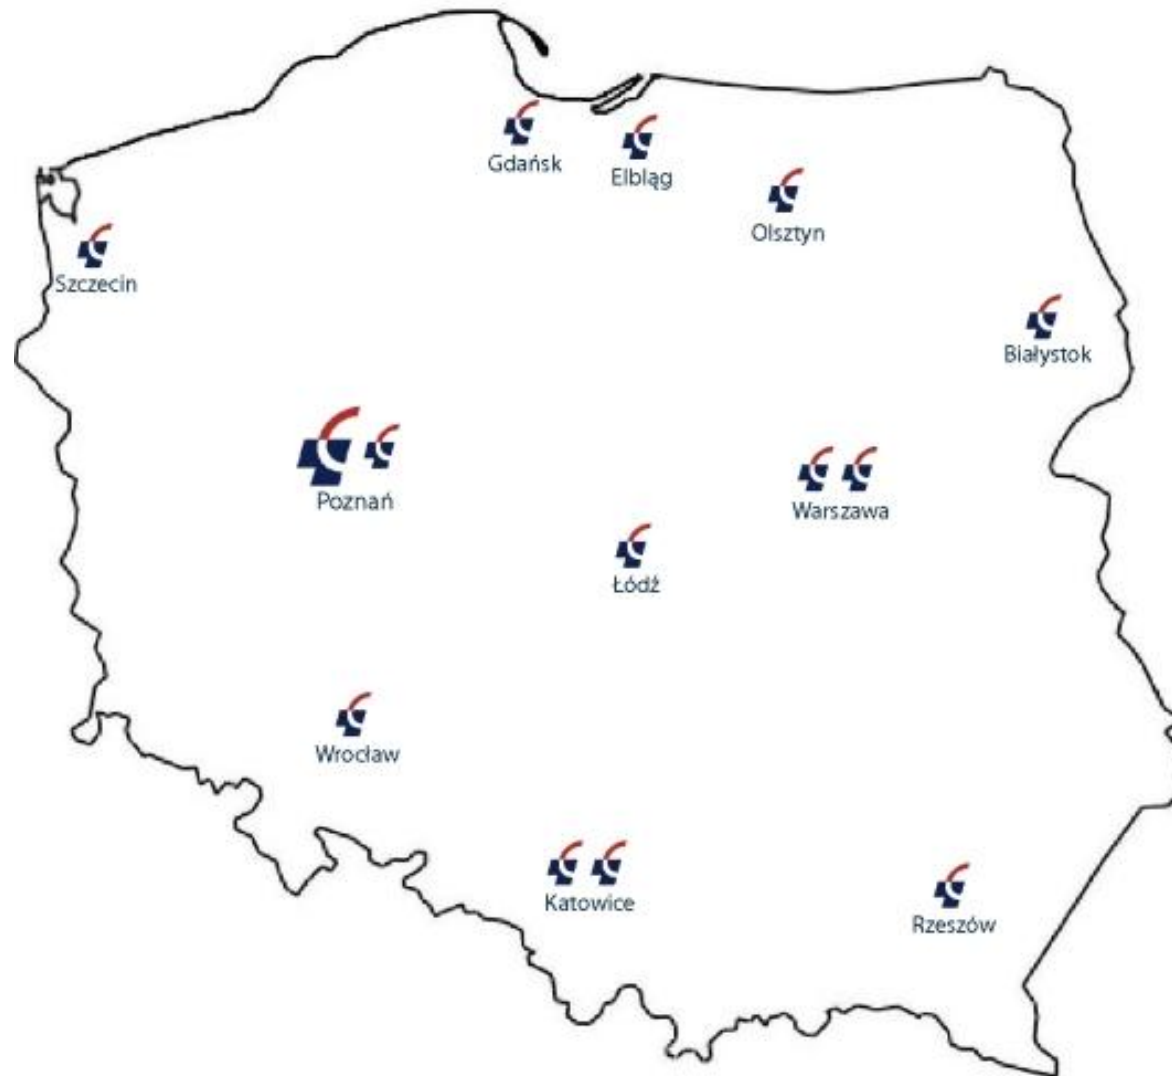 Gdańsk
Elbląg
Olsztyn
Szczecin
Białystok
Poznań
Warszawa
Łódź
Wrocław
Katowice
Rzeszów